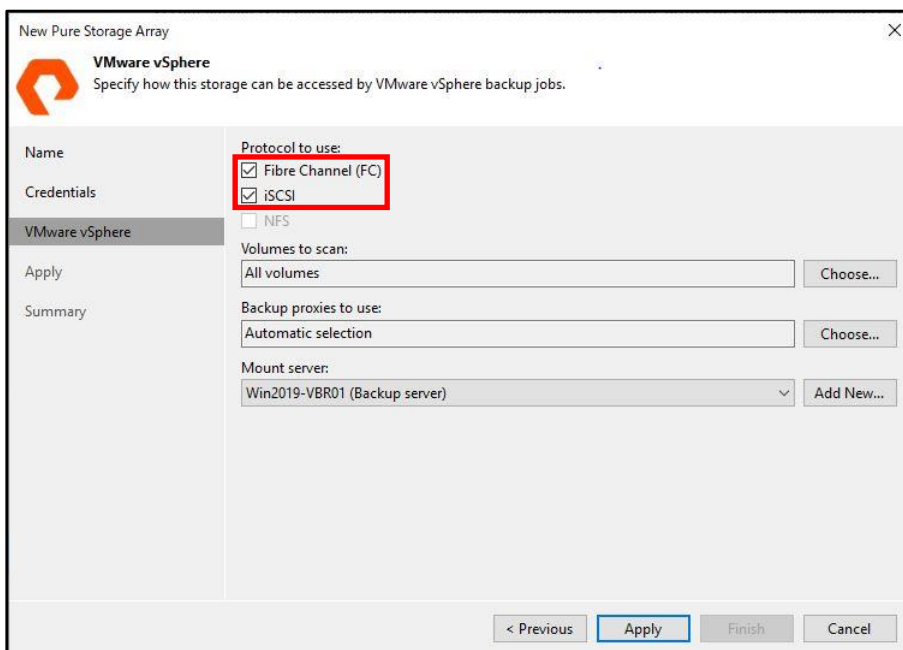 New Pure Storage Array
VMware vSphere
Specify how this storage can be accessed by VMware vSphere backup jobs.
Name
Credentials
VMware vSphere
Apply
Summary
Protocol to use:
Fibre Channel (FC)
iSCSI
NFS
Volumes to scan:
All volumes Choose...
Backup proxies to use:
Automatic selection Choose...
Mount server:
Win2019-VBR01 (Backup server) Add New...
< Previous Apply Finish Cancel